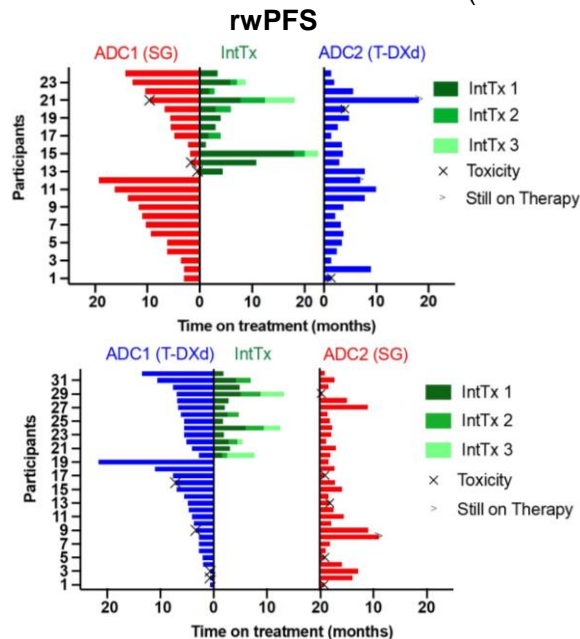 (
rwPFS
ADC1 (SG) IntTx ADC2 (T-DXd)
Participants
23
21
19
17
15
13
11
9
7
5
3
1
20 10 0 10 20 0 10 20
Time on treatment (months)
IntTx 1
IntTx 2
IntTx 3
× Toxicity
> Still on Therapy
ADC1 (T-DXd) IntTx ADC2 (SG)
Participants
31
29
27
25
23
21
19
17
15
13
11
9
7
5
3
1
20 10 0 10 20 10 20
Time on treatment (months)
IntTx 1
IntTx 2
IntTx 3
× Toxicity
> Still on Therapy